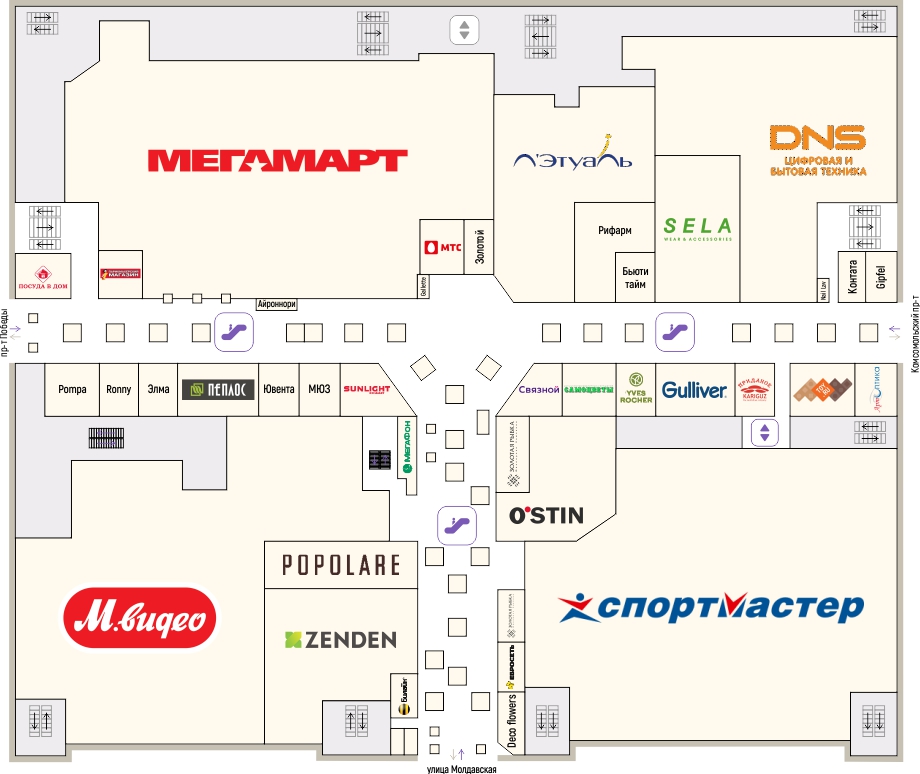 МЕГАМАРТ
Л'Этуаль
DNS
ЦИФРОВАЯ И
БЫТОВАЯ ТЕХНИКА
SELA
WEAR & ACCESSORIES
Рифарм
Бьюти
тайм
МТС
Золотой
Gallette
Nail Lav
Контата
Gipfel
ПОСУДА В ДОМ
МАГАЗИН
Айроннори
пр-т Победы
Комсомольский пр-т
Pompa
Ronny
Элма
ПЕПЛОС
Ювента
МЮЗ
SUNLIGHT
Связной
САМОЦВЕТЫ
YVES
ROCHER
Gulliver
ПРИДАНОЕ
KARIGUZ
АртОптика
МЕГАФОН
ЗОЛОТАЯ РЫБКА
O'STIN
POPOLARE
М.видео
ZENDEN
спортмастер
ЗОЛОТАЯ РЫБКА
ЕВРОСЕТЬ
Билайн
Deco flowers
улица Молдавская